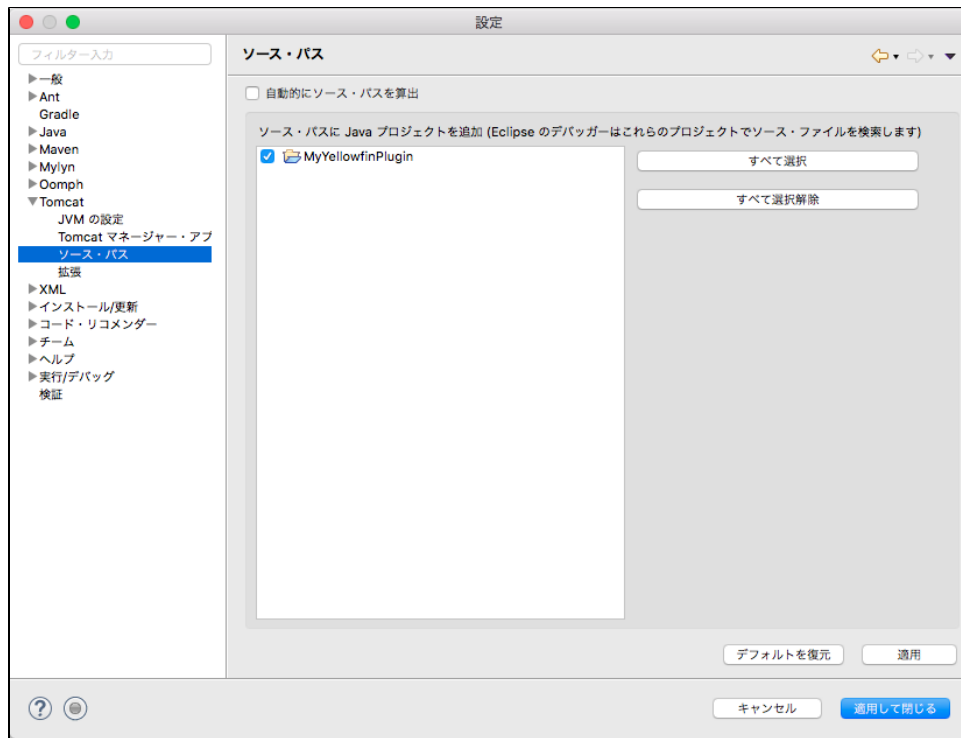 設定
フィルター入力
一般
Ant
Gradle
Java
Maven
Mylyn
Oomph
Tomcat
JVM の設定
Tomcat マネージャー・アプ
ソース・パス
拡張
XML
インストール/更新
コード・リコメンダー
チーム
ヘルプ
実行/デバッグ
検証
ソース・パス
自動的にソース・パスを算出
ソース・パスに Java プロジェクトを追加 (Eclipse のデバッガーはこれらのプロジェクトでソース・ファイルを検索します)
MyYellowfinPlugin
すべて選択
すべて選択解除
デフォルトを復元
適用
?
キャンセル
適用して閉じる